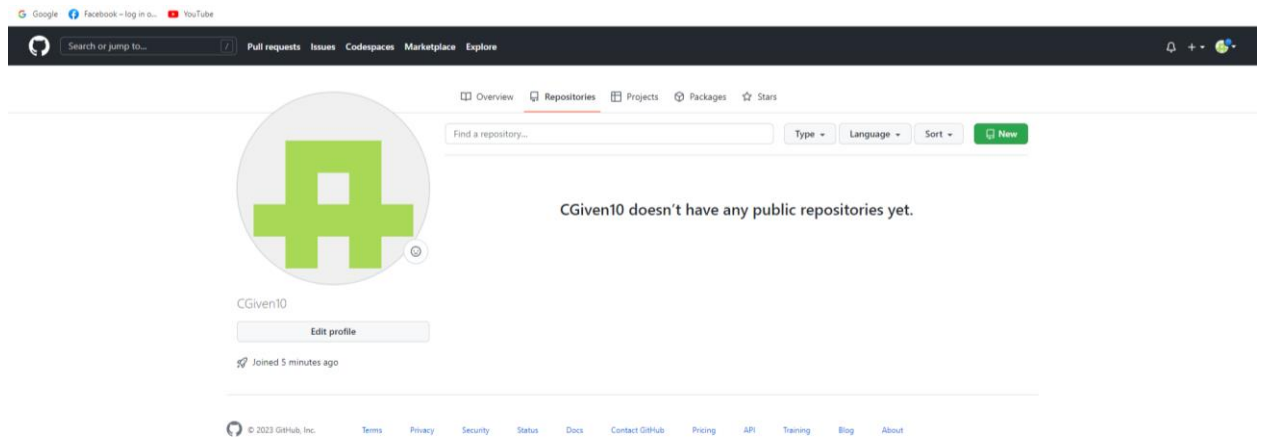 Google Facebook – log in o... YouTube
Search or jump to... / Pull requests Issues Codespaces Marketplace Explore
Overview Repositories Projects Packages Stars
Find a repository... Type Language Sort New
CGiven10 doesn't have any public repositories yet.
CGiven10
Edit profile
Joined 5 minutes ago
© 2023 GitHub, Inc. Terms Privacy Security Status Docs Contact GitHub Pricing API Training Blog About